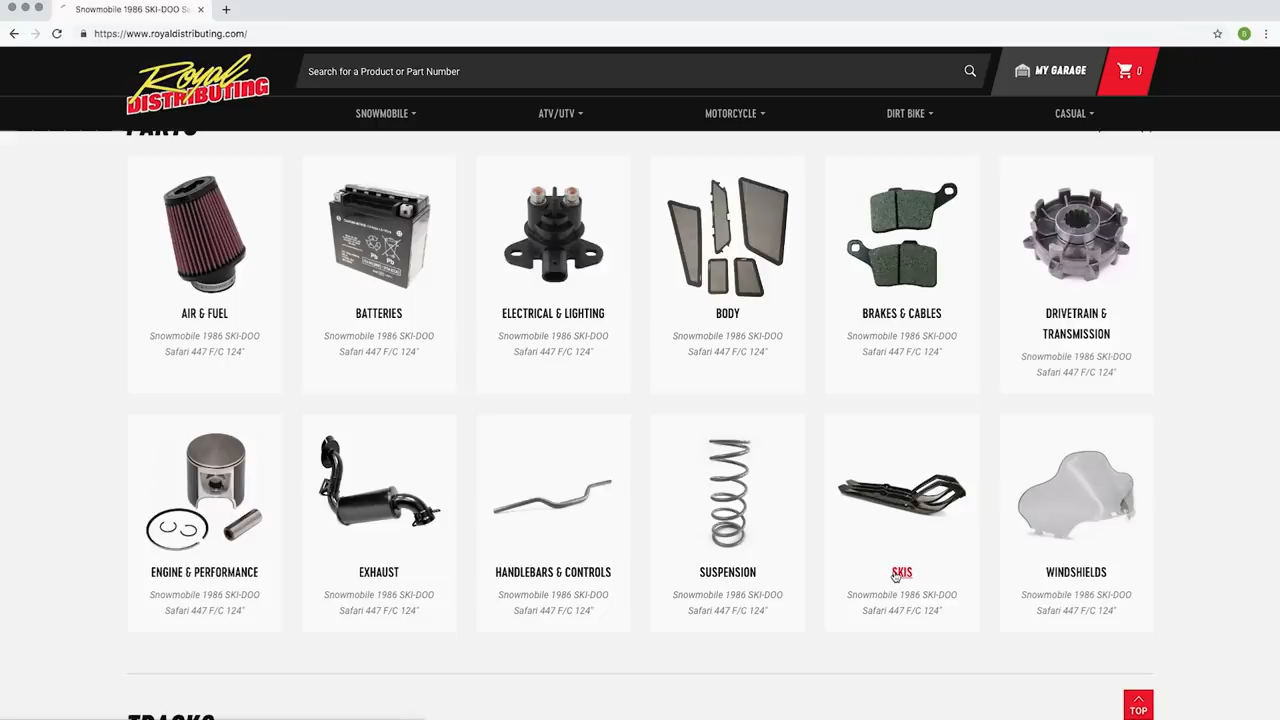 Snowmobile 1986 SKI-DOO Sa
https://www.royaldistributing.com/
B
Royal
DISTRIBUTING
Search for a Product or Part Number
MY GARAGE
0
SNOWMOBILE
ATV/UTV
MOTORCYCLE
DIRT BIKE
CASUAL
PARTS
AIR & FUEL
Snowmobile 1986 SKI-DOO
Safari 447 F/C 124"
BATTERIES
Snowmobile 1986 SKI-DOO
Safari 447 F/C 124"
ELECTRICAL & LIGHTING
Snowmobile 1986 SKI-DOO
Safari 447 F/C 124"
BODY
Snowmobile 1986 SKI-DOO
Safari 447 F/C 124"
BRAKES & CABLES
Snowmobile 1986 SKI-DOO
Safari 447 F/C 124"
DRIVETRAIN &
TRANSMISSION
Snowmobile 1986 SKI-DOO
Safari 447 F/C 124"
ENGINE & PERFORMANCE
Snowmobile 1986 SKI-DOO
Safari 447 F/C 124"
EXHAUST
Snowmobile 1986 SKI-DOO
Safari 447 F/C 124"
HANDLEBARS & CONTROLS
Snowmobile 1986 SKI-DOO
Safari 447 F/C 124"
SUSPENSION
Snowmobile 1986 SKI-DOO
Safari 447 F/C 124"
SKIS
Snowmobile 1986 SKI-DOO
Safari 447 F/C 124"
WINDSHIELDS
Snowmobile 1986 SKI-DOO
Safari 447 F/C 124"
TRACKS
TOP